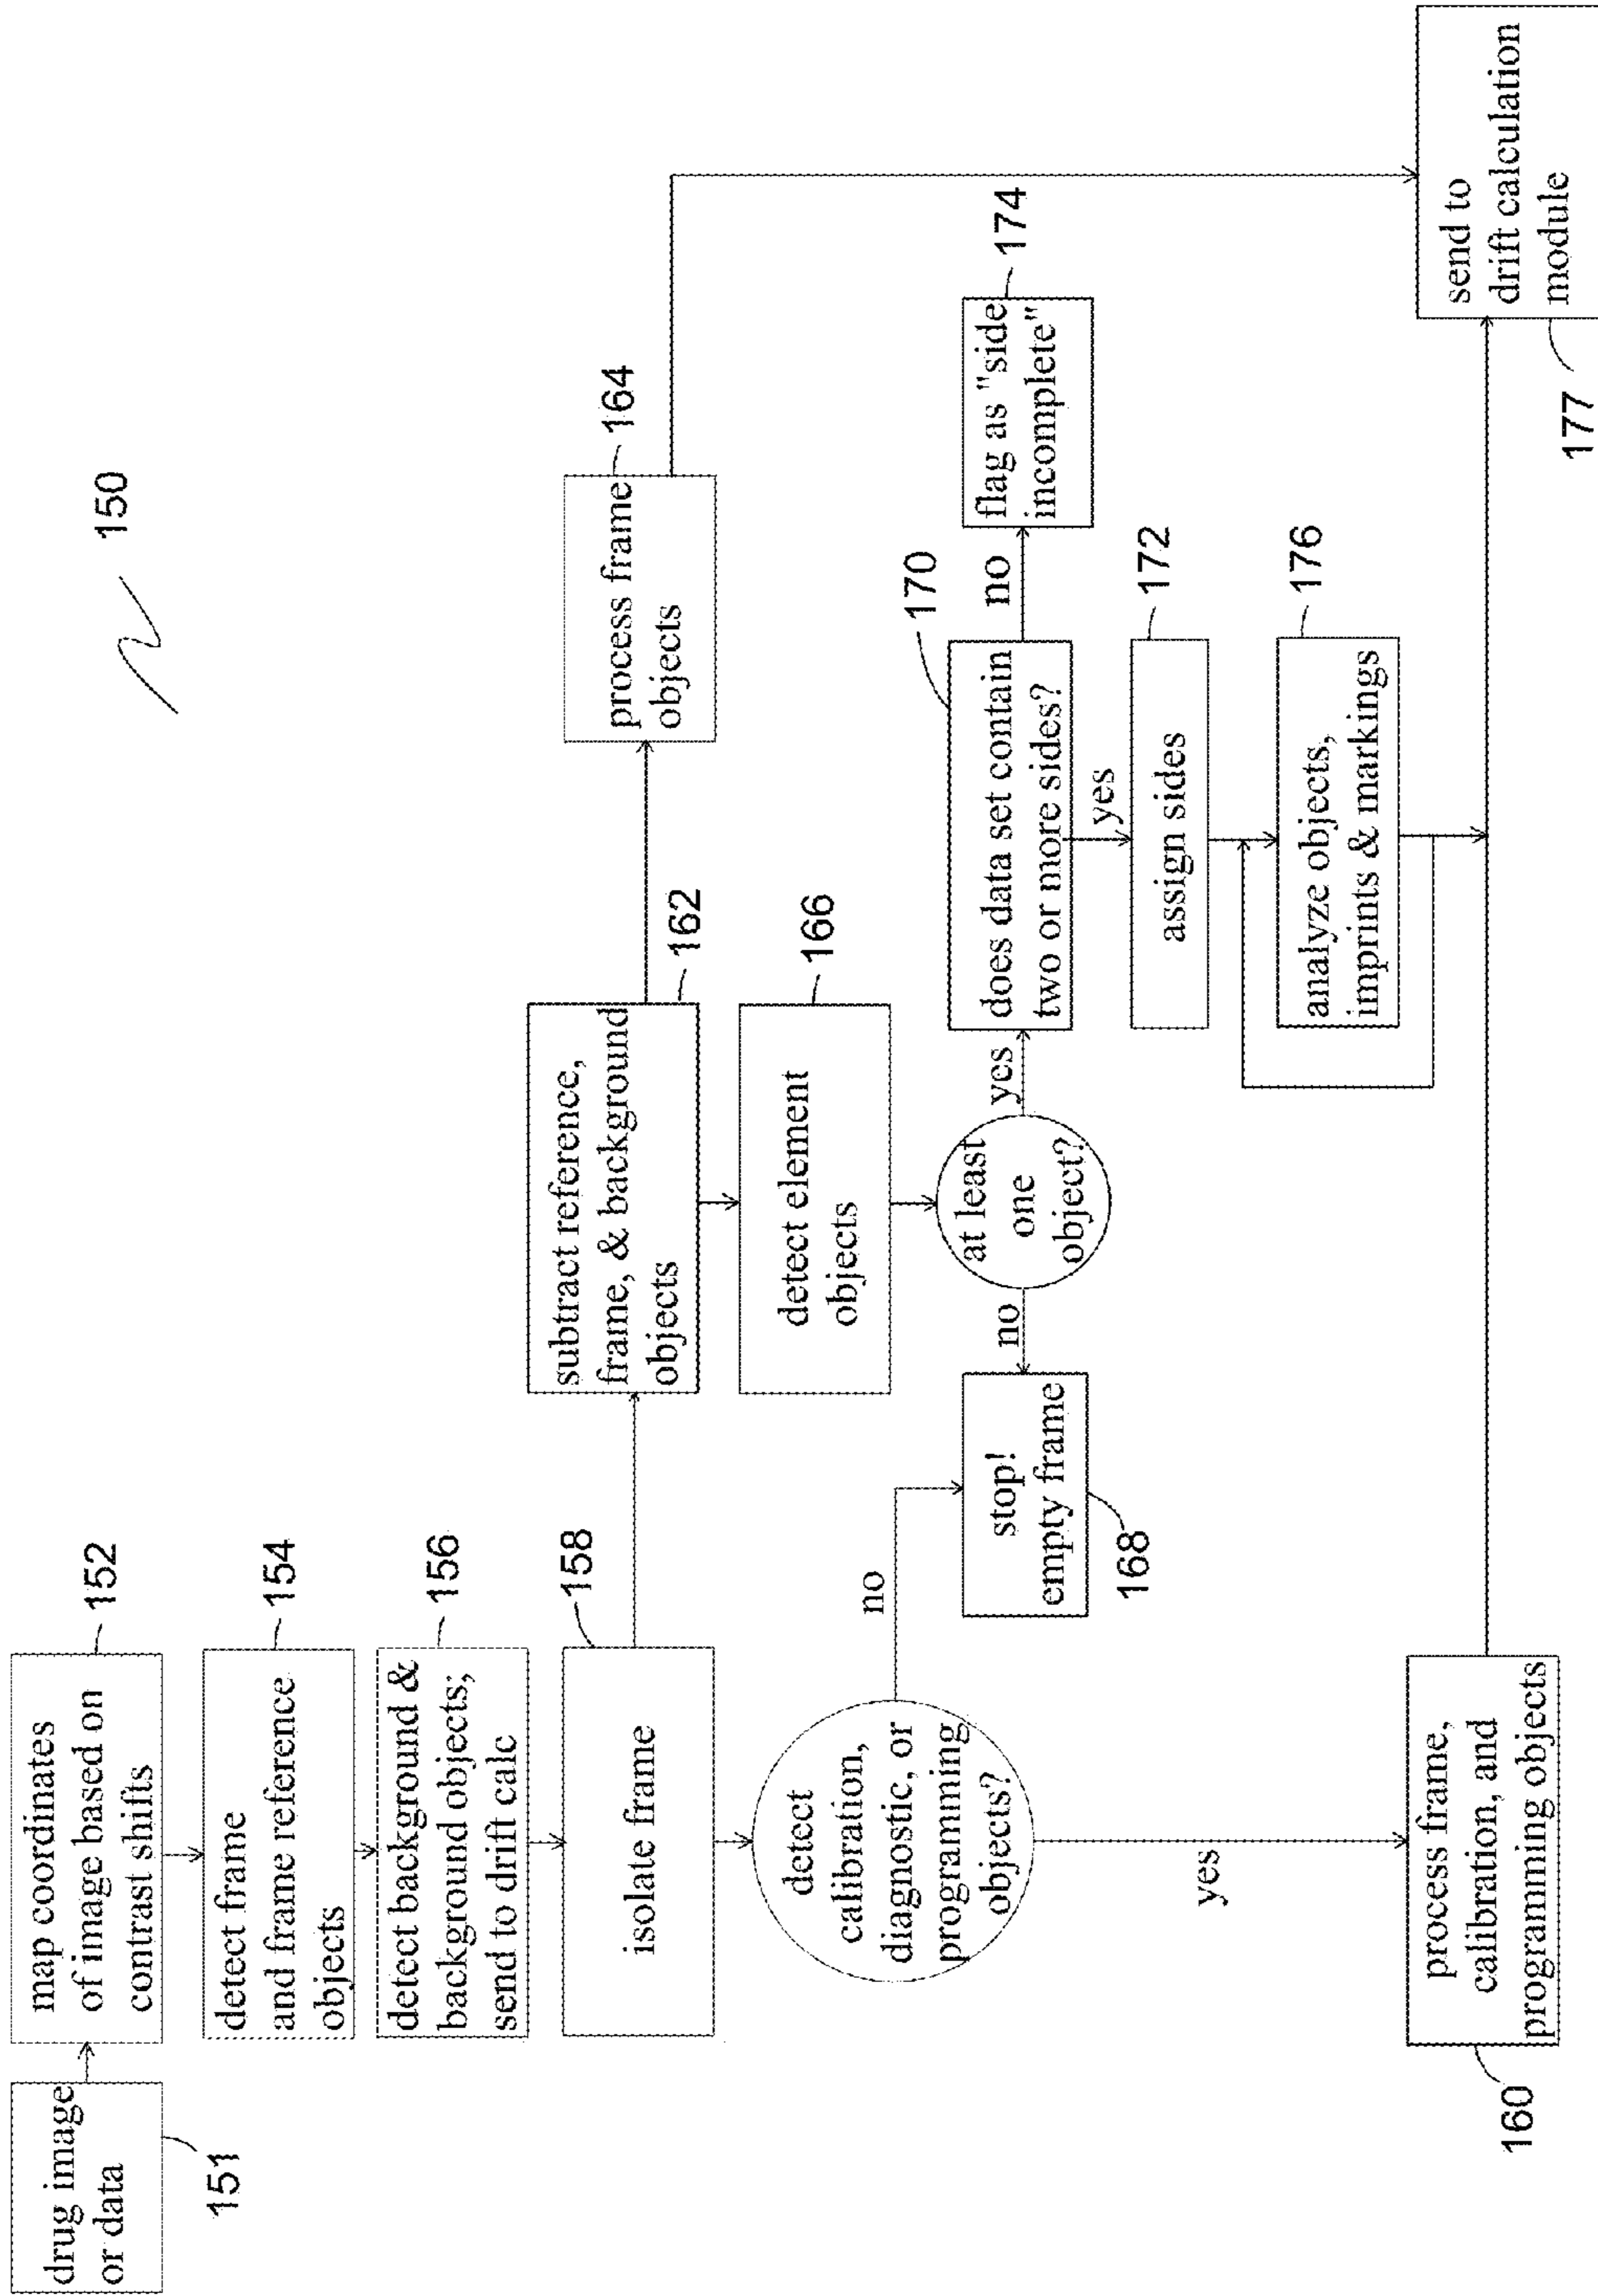 150
drug image
or data
151
map coordinates
of image based on
contrast shifts
152
detect frame
and frame reference
objects
154
detect background &
background objects;
send to drift calc
156
isolate frame
158
detect
calibration,
diagnostic, or
programming
objects?
no
yes
process frame,
calibration, and
programming objects
160
subtract reference,
frame, & background
objects
162
process frame
objects
164
detect element
objects
166
at least
one
object?
no
yes
stop!
empty frame
168
does data set contain
two or more sides?
170
no
yes
flag as "side
incomplete"
174
assign sides
172
analyze objects,
imprints & markings
176
send to
drift calculation
module
177